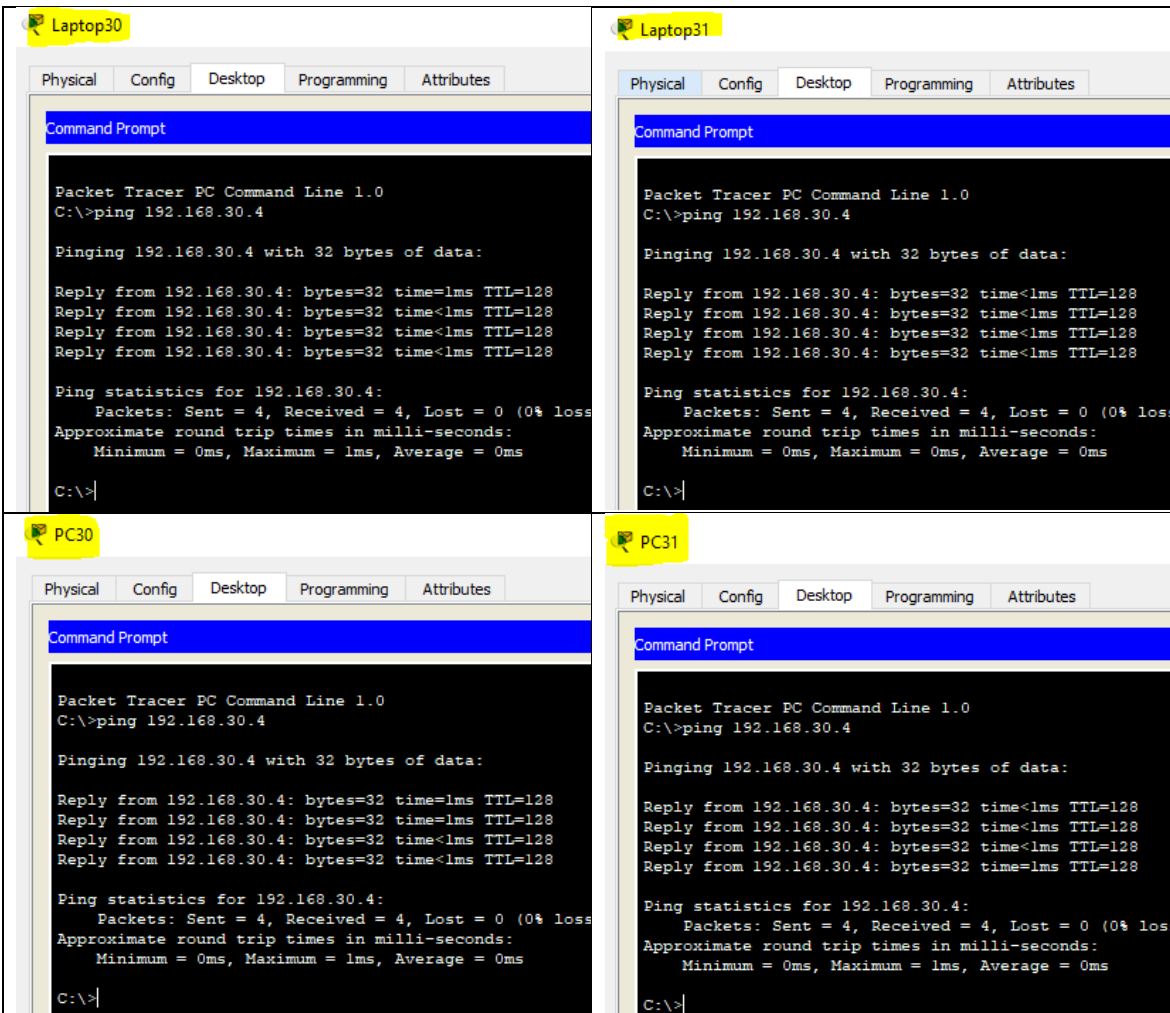 Laptop30
Physical Config Desktop Programming Attributes
Command Prompt
Packet Tracer PC Command Line 1.0
C:\>ping 192.168.30.4
Pinging 192.168.30.4 with 32 bytes of data:
Reply from 192.168.30.4: bytes=32 time=1ms TTL=128
Reply from 192.168.30.4: bytes=32 time<1ms TTL=128
Reply from 192.168.30.4: bytes=32 time<1ms TTL=128
Reply from 192.168.30.4: bytes=32 time<1ms TTL=128
Ping statistics for 192.168.30.4:
Packets: Sent = 4, Received = 4, Lost = 0 (0% loss
Approximate round trip times in milli-seconds:
Minimum = 0ms, Maximum = 1ms, Average = 0ms
C:\>
Laptop31
Physical Config Desktop Programming Attributes
Command Prompt
Packet Tracer PC Command Line 1.0
C:\>ping 192.168.30.4
Pinging 192.168.30.4 with 32 bytes of data:
Reply from 192.168.30.4: bytes=32 time<1ms TTL=128
Reply from 192.168.30.4: bytes=32 time<1ms TTL=128
Reply from 192.168.30.4: bytes=32 time<1ms TTL=128
Reply from 192.168.30.4: bytes=32 time<1ms TTL=128
Ping statistics for 192.168.30.4:
Packets: Sent = 4, Received = 4, Lost = 0 (0% los
Approximate round trip times in milli-seconds:
Minimum = 0ms, Maximum = 0ms, Average = 0ms
C:\>
PC30
Physical Config Desktop Programming Attributes
Command Prompt
Packet Tracer PC Command Line 1.0
C:\>ping 192.168.30.4
Pinging 192.168.30.4 with 32 bytes of data:
Reply from 192.168.30.4: bytes=32 time=1ms TTL=128
Reply from 192.168.30.4: bytes=32 time=1ms TTL=128
Reply from 192.168.30.4: bytes=32 time<1ms TTL=128
Reply from 192.168.30.4: bytes=32 time<1ms TTL=128
Ping statistics for 192.168.30.4:
Packets: Sent = 4, Received = 4, Lost = 0 (0% loss
Approximate round trip times in milli-seconds:
Minimum = 0ms, Maximum = 1ms, Average = 0ms
C:\>
PC31
Physical Config Desktop Programming Attributes
Command Prompt
Packet Tracer PC Command Line 1.0
C:\>ping 192.168.30.4
Pinging 192.168.30.4 with 32 bytes of data:
Reply from 192.168.30.4: bytes=32 time<1ms TTL=128
Reply from 192.168.30.4: bytes=32 time<1ms TTL=128
Reply from 192.168.30.4: bytes=32 time<1ms TTL=128
Reply from 192.168.30.4: bytes=32 time=1ms TTL=128
Ping statistics for 192.168.30.4:
Packets: Sent = 4, Received = 4, Lost = 0 (0% los
Approximate round trip times in milli-seconds:
Minimum = 0ms, Maximum = 1ms, Average = 0ms
C:\>